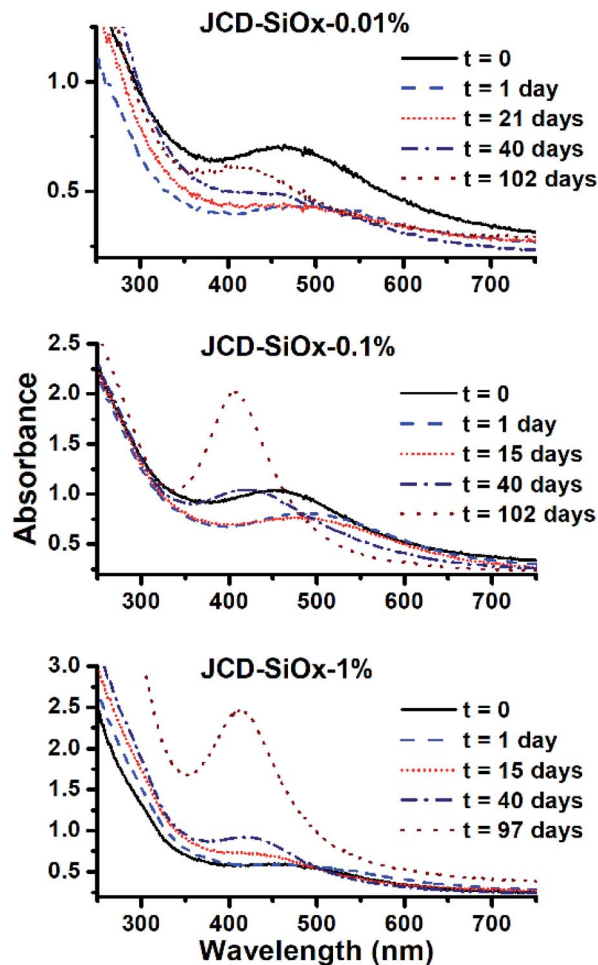 JCD-SiOx-0.01%
t = 0
t = 1 day
t = 21 days
t = 40 days
t = 102 days
1.0
0.5
300 400 500 600 700
JCD-SiOx-0.1%
t = 0
t = 1 day
t = 15 days
t = 40 days
t = 102 days
2.5
2.0
1.5
1.0
0.5
300 400 500 600 700
Absorbance
JCD-SiOx-1%
t = 0
t = 1 day
t = 15 days
t = 40 days
t = 97 days
3.0
2.5
2.0
1.5
1.0
0.5
300 400 500 600 700
Wavelength (nm)